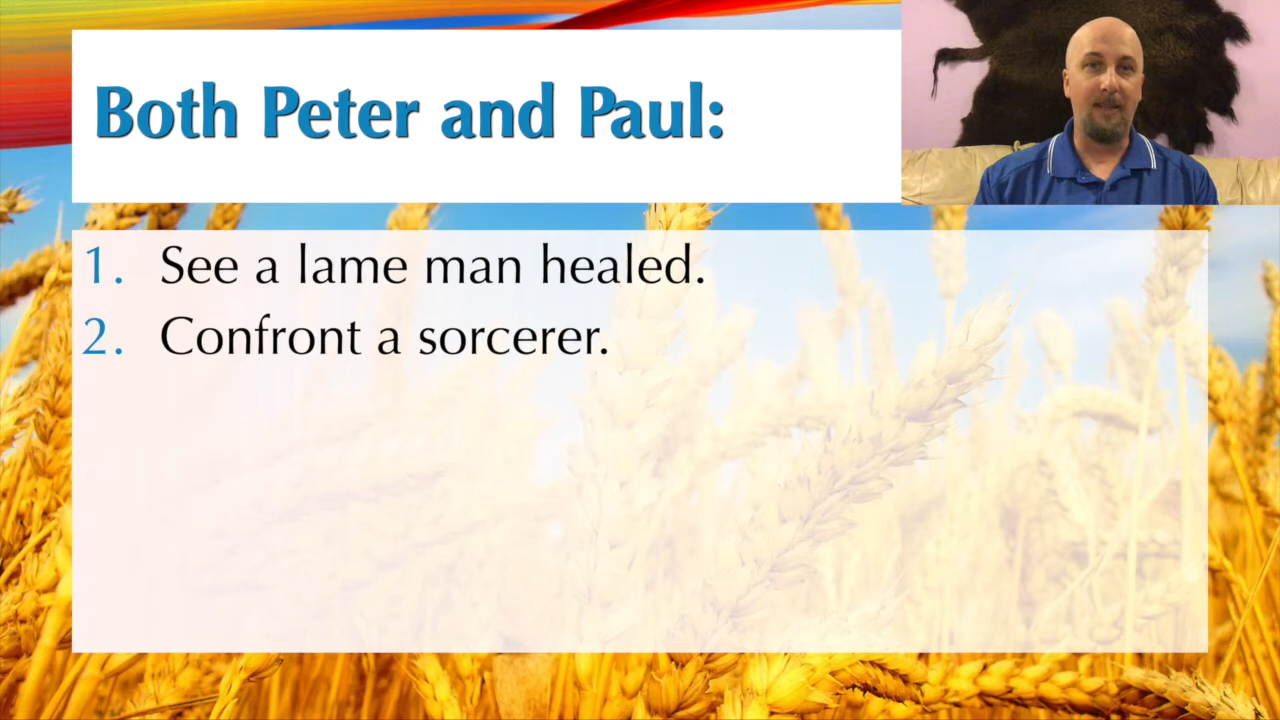 Both Peter and Paul:
1. See a lame man healed.
2. Confront a sorcerer.